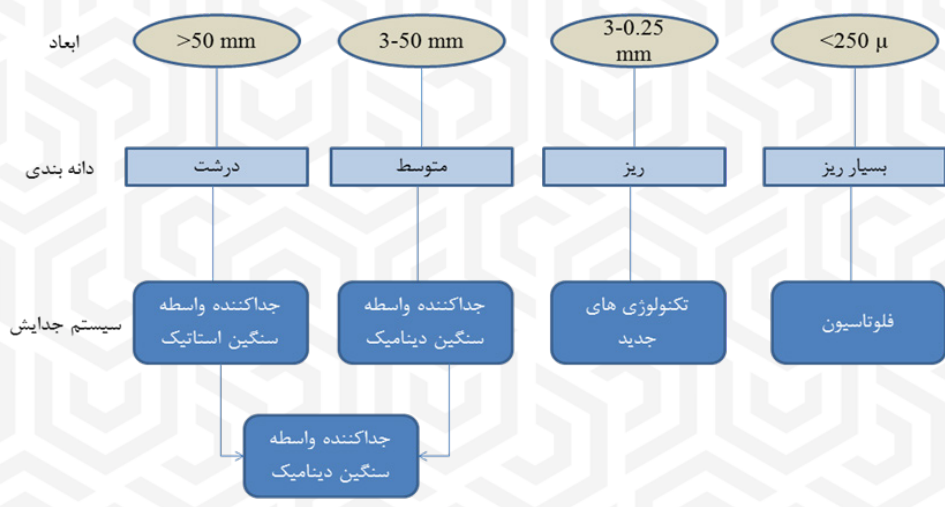 ابعاد
>50 mm
3-50 mm
3-0.25
mm
<250 µ
دانه بندی
درشت
متوسط
ریز
بسیار ریز
سیستم جدایش
جداکننده واسطه
سنگین استاتیک
جداکننده واسطه
سنگین دینامیک
تکنولوژی های
جدید
فلوتاسیون
جداکننده واسطه
سنگین دینامیک